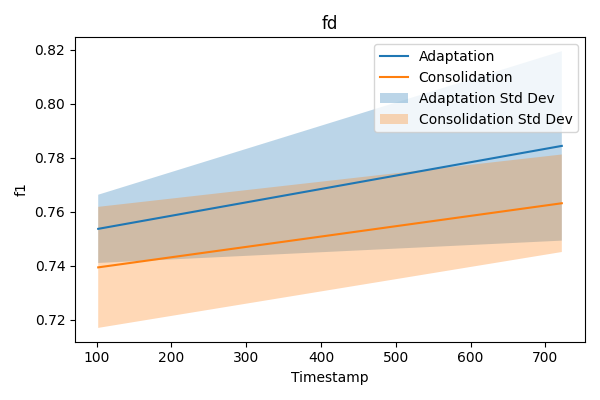 fd
Adaptation
Consolidation
Adaptation Std Dev
Consolidation Std Dev
f1
0.82
0.80
0.78
0.76
0.74
0.72
100 200 300 400 500 600 700
Timestamp